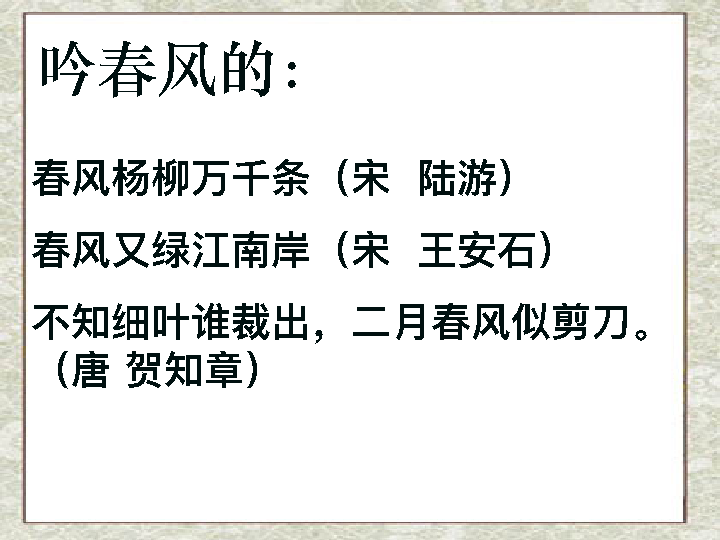 吟春风的:
春风杨柳万千条（宋 陆游）
春风又绿江南岸（宋 王安石）
不知细叶谁裁出，二月春风似剪刀。
（唐 贺知章）